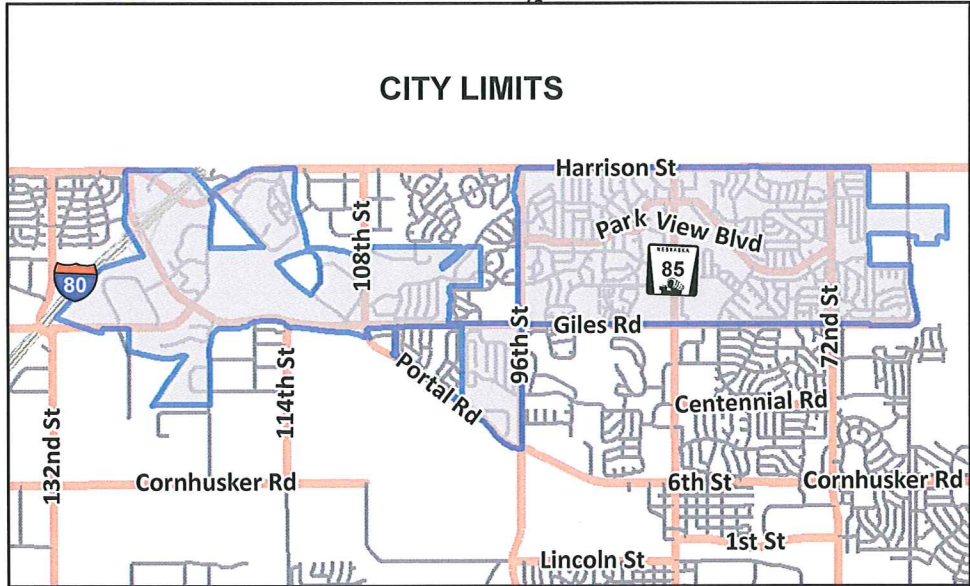 CITY LIMITS
Harrison St
Park View Blvd
108th St
NEBRASKA
85
80
Giles Rd
96th St
72nd St
Portal Rd
114th St
132nd St
Centennial Rd
Cornhusker Rd
6th St
Cornhusker Rd
1st St
Lincoln St